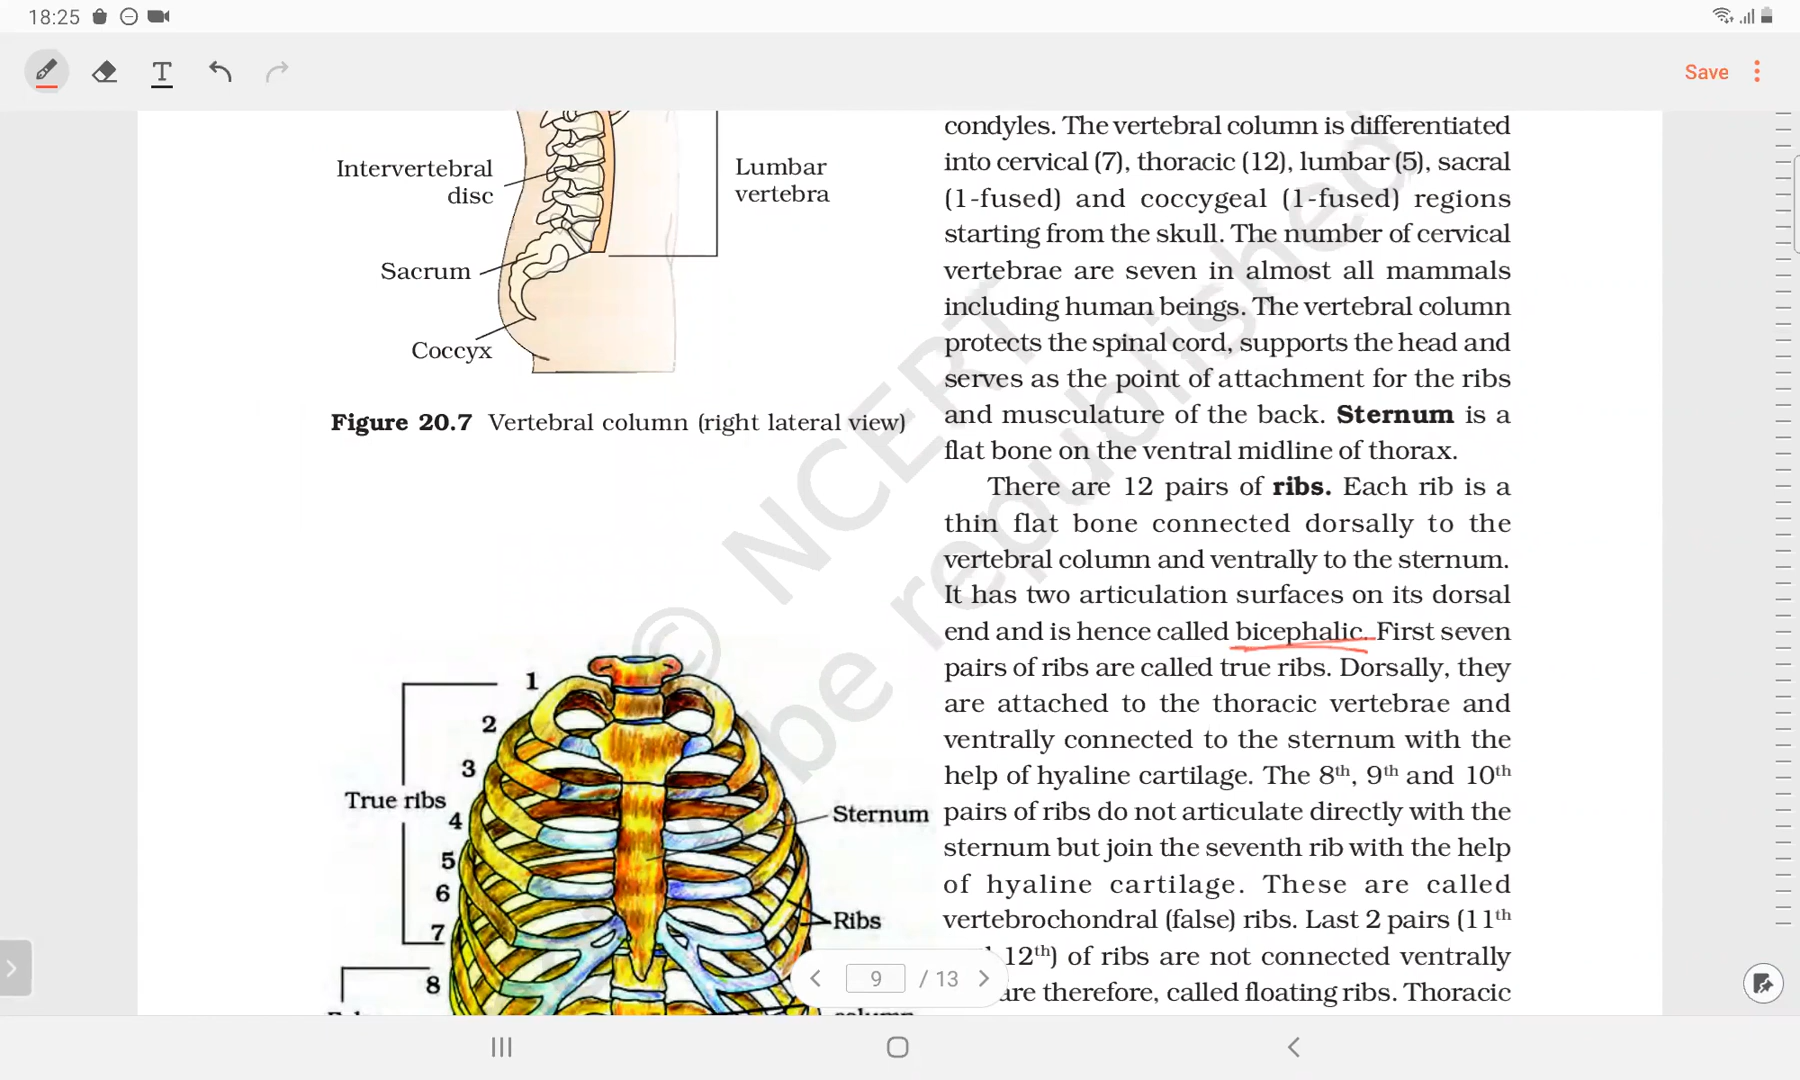 18:25
T
Save
Intervertebral
disc
Lumbar
vertebra
Sacrum
Coccyx
Figure 20.7 Vertebral column (right lateral view)
condyles. The vertebral column is differentiated
into cervical (7), thoracic (12), lumbar (5), sacral
(1-fused) and coccygeal (1-fused) regions
starting from the skull. The number of cervical
vertebrae are seven in almost all mammals
including human beings. The vertebral column
protects the spinal cord, supports the head and
serves as the point of attachment for the ribs
and musculature of the back. Sternum is a
flat bone on the ventral midline of thorax.
There are 12 pairs of ribs. Each rib is a
thin flat bone connected dorsally to the
vertebral column and ventrally to the sternum.
It has two articulation surfaces on its dorsal
end and is hence called bicephalic. First seven
pairs of ribs are called true ribs. Dorsally, they
are attached to the thoracic vertebrae and
ventrally connected to the sternum with the
help of hyaline cartilage. The 8th, 9th and 10th
pairs of ribs do not articulate directly with the
sternum but join the seventh rib with the help
of hyaline cartilage. These are called
vertebrochondral (false) ribs. Last 2 pairs (11th
12th) of ribs are not connected ventrally
are therefore, called floating ribs. Thoracic
© NCERT
be republished
1
2
3
True ribs
4
5
6
7
8
Sternum
Ribs
column
9 / 13